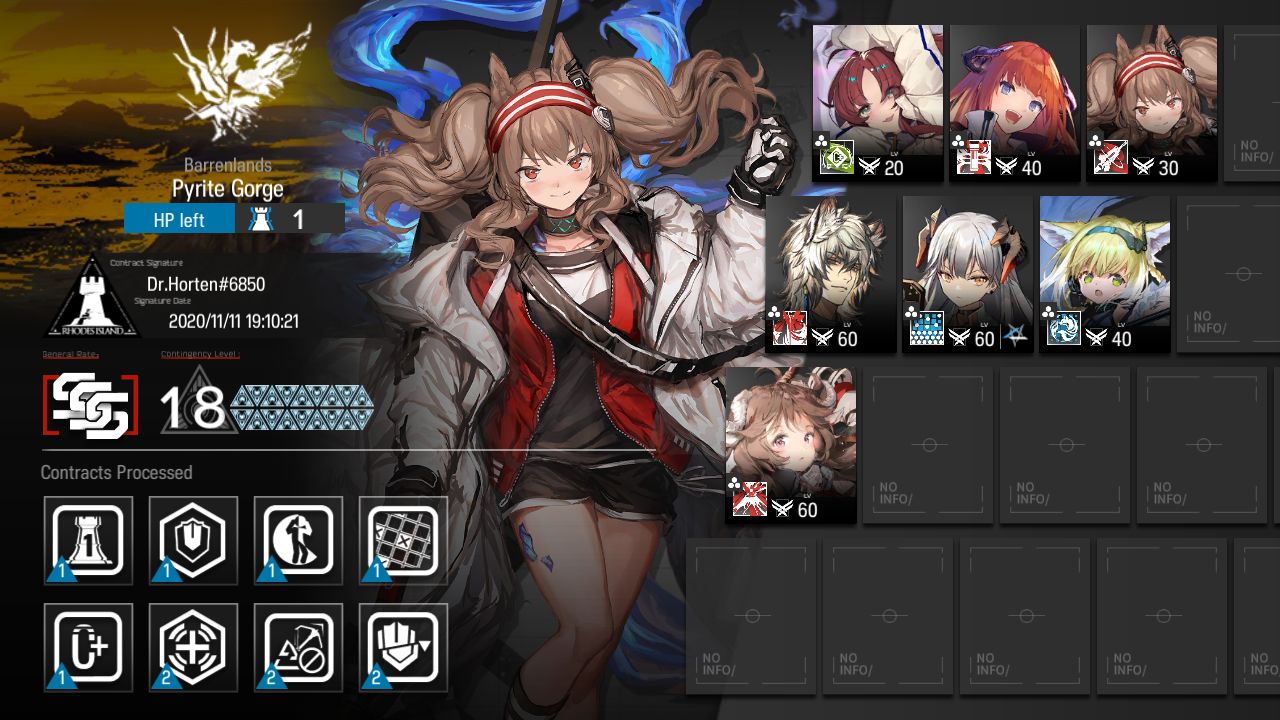 Barrenlands
Pyrite Gorge
HP left 1
Contract Signature
Dr.Horten#6850
Signature Date
2020/11/11 19:10:21
RHODES ISLAND
General Rate:
Contingency Level:
18
Contracts Processed
1
1
1
1
1
1
2
2
2
LV
20
LV
40
LV
30
NO
INFO/
LV
60
LV
60
LV
40
NO
INFO/
LV
60
NO
INFO/
NO
INFO/
NO
INFO/
NO
INFO/
NO
INFO/
NO
INFO/
NO
INFO/
NO
INFO